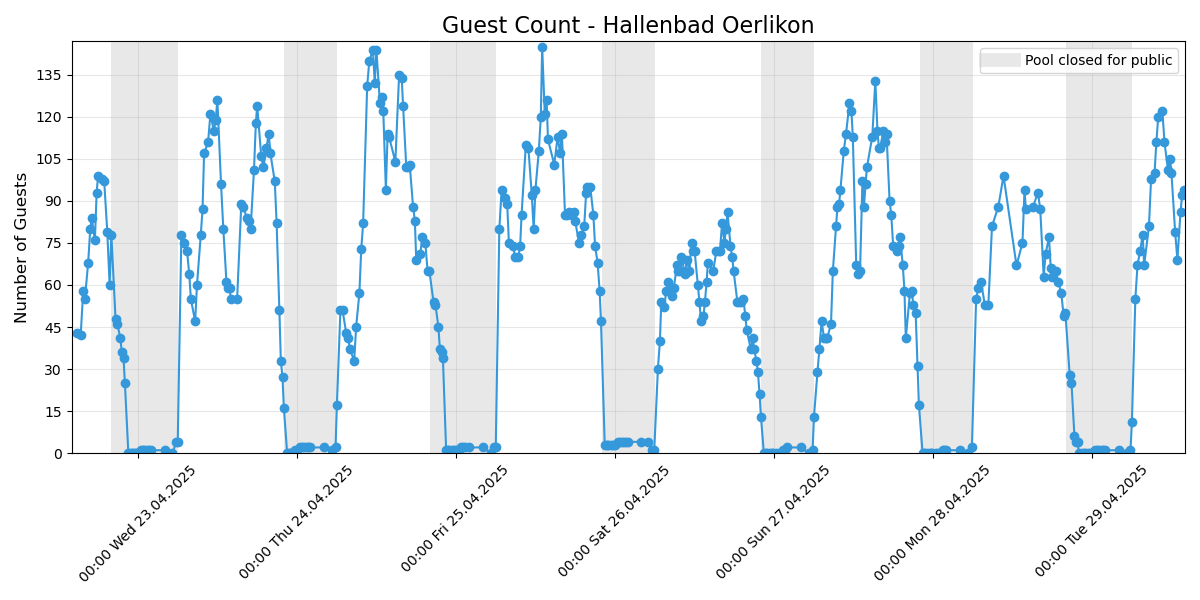 Guest Count - Hallenbad Oerlikon
Pool closed for public
Number of Guests
135
120
105
90
75
60
45
30
15
0
00:00 Wed 23.04.2025
00:00 Thu 24.04.2025
00:00 Fri 25.04.2025
00:00 Sat 26.04.2025
00:00 Sun 27.04.2025
00:00 Mon 28.04.2025
00:00 Tue 29.04.2025